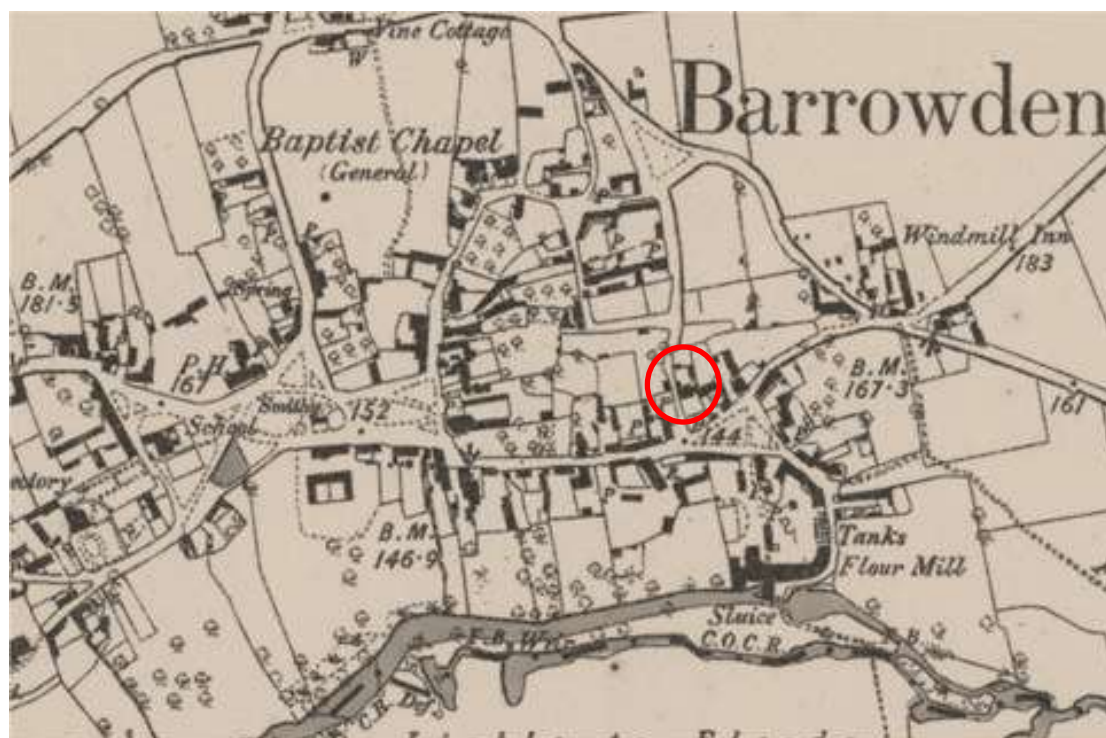 Vine Cottage
W
Barrowden
Baptist Chapel
(General)
Windmill Inn
183
B.M.
181·5
Spring
P.H.
161
B.M.
167·3
161
Smithy
152
School
144
P
P
B.M.
146·9
Tanks
Flour Mill
Sluice
F.B.
C.O.C.R.
F.B.
C.R.